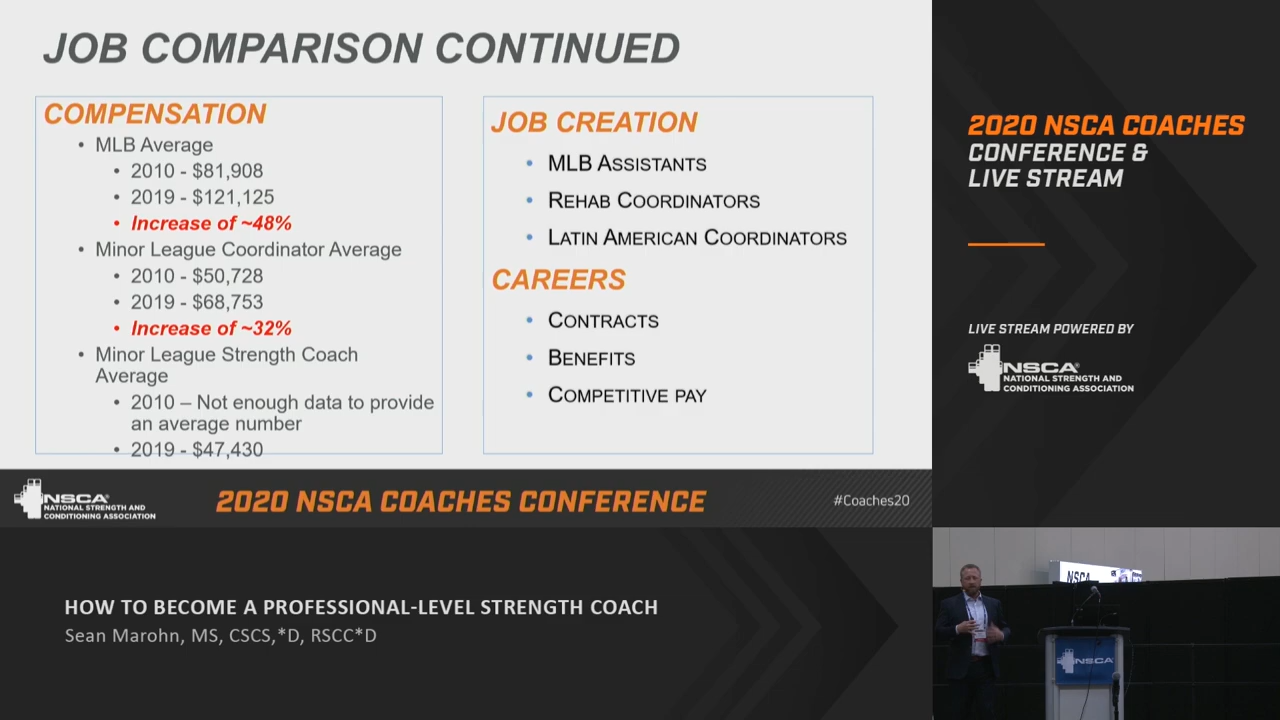 JOB COMPARISON CONTINUED
COMPENSATION
• MLB Average
• 2010 - $81,908
• 2019 - $121,125
• Increase of ~48%
• Minor League Coordinator Average
• 2010 - $50,728
• 2019 - $68,753
• Increase of ~32%
• Minor League Strength Coach
Average
• 2010 – Not enough data to provide
an average number
• 2019 - $47,430
JOB CREATION
• MLB ASSISTANTS
• REHAB COORDINATORS
• LATIN AMERICAN COORDINATORS
CAREERS
• CONTRACTS
• BENEFITS
• COMPETITIVE PAY
2020 NSCA COACHES
CONFERENCE &
LIVE STREAM
LIVE STREAM POWERED BY
NSCA®
NATIONAL STRENGTH AND
CONDITIONING ASSOCIATION
NSCA®
NATIONAL STRENGTH AND
CONDITIONING ASSOCIATION
2020 NSCA COACHES CONFERENCE
#Coaches20
HOW TO BECOME A PROFESSIONAL-LEVEL STRENGTH COACH
Sean Marohn, MS, CSCS,*D, RSCC*D
NSCA
NSCA